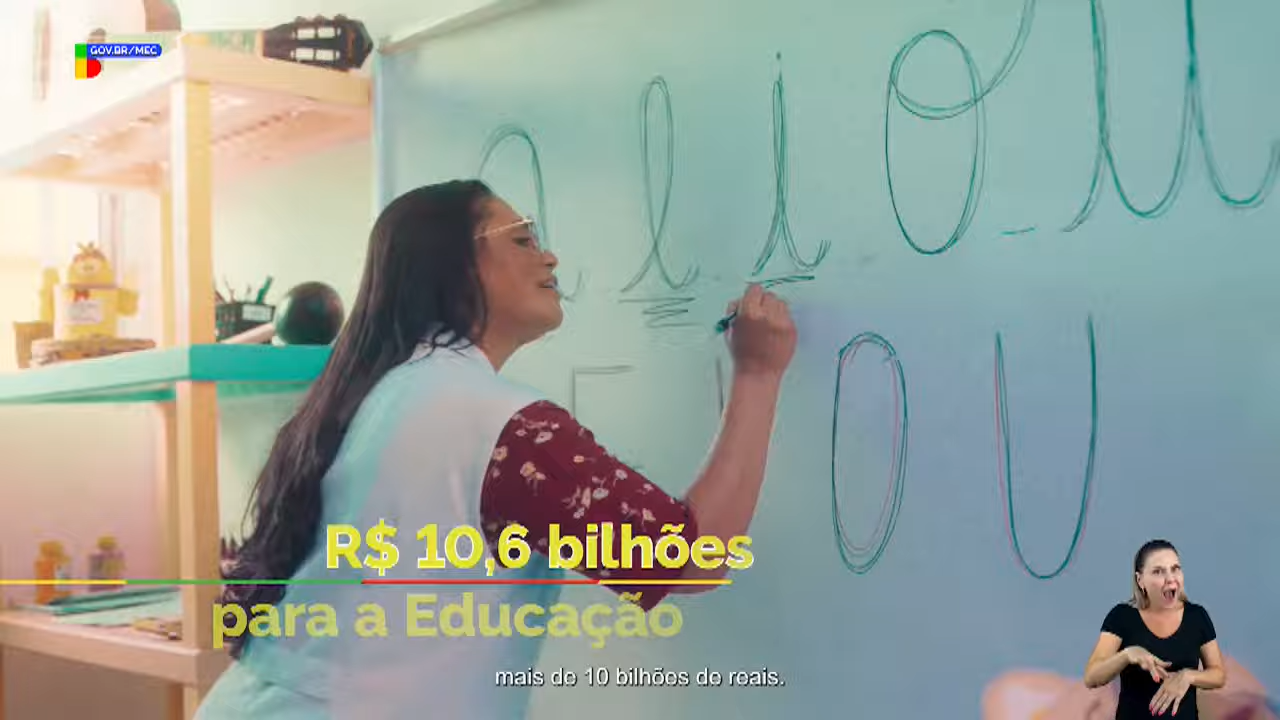 GOV.BR/MEC
l i o u
O U
R$ 10,6 bilhões
para a Educação
mais de 10 bilhões de reais.